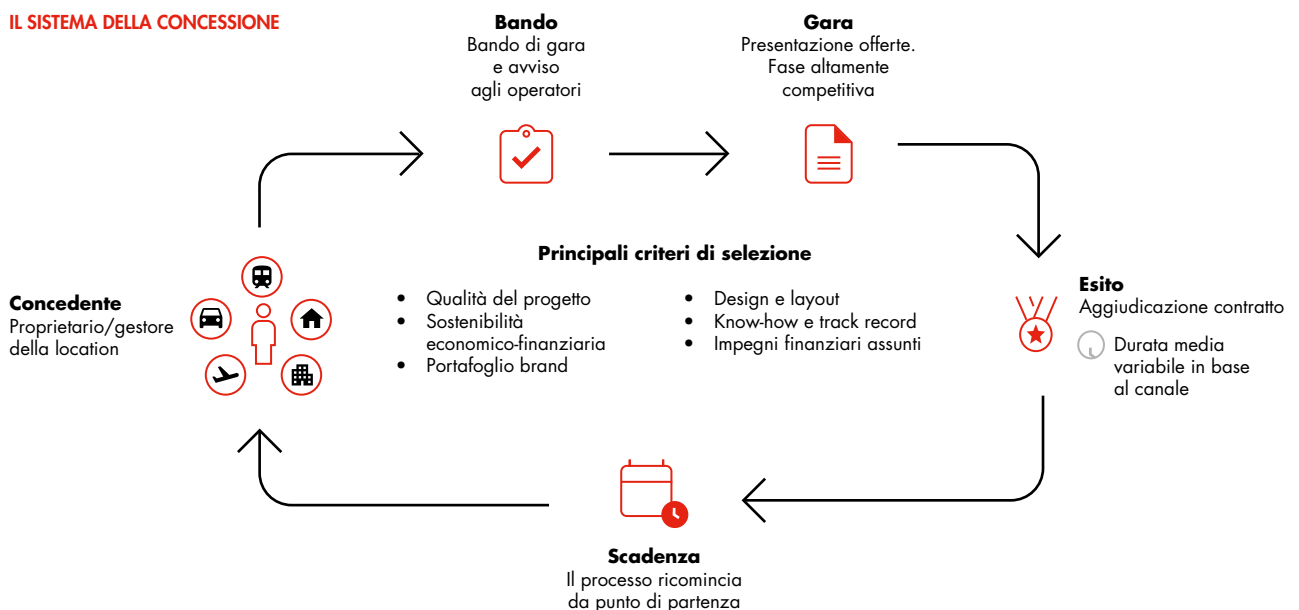 IL SISTEMA DELLA CONCESSIONE
Bando
Bando di gara
e avviso
agli operatori
Gara
Presentazione offerte.
Fase altamente
competitiva
Concedente
Proprietario/gestore
della location
Principali criteri di selezione
• Qualità del progetto
• Sostenibilità
economico-finanziaria
• Portafoglio brand
• Design e layout
• Know-how e track record
• Impegni finanziari assunti
Esito
Aggiudicazione contratto
Durata media
variabile in base
al canale
Scadenza
Il processo ricomincia
da punto di partenza